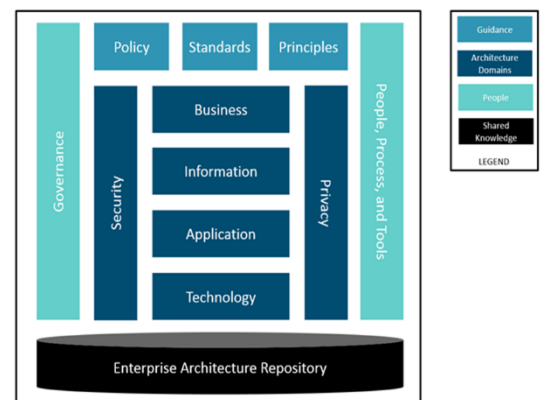 Policy
Standards
Principles
Governance
Security
Business
Information
Application
Technology
Privacy
People, Process, and Tools
Enterprise Architecture Repository
Guidance
Architecture
Domains
People
Shared
Knowledge
LEGEND